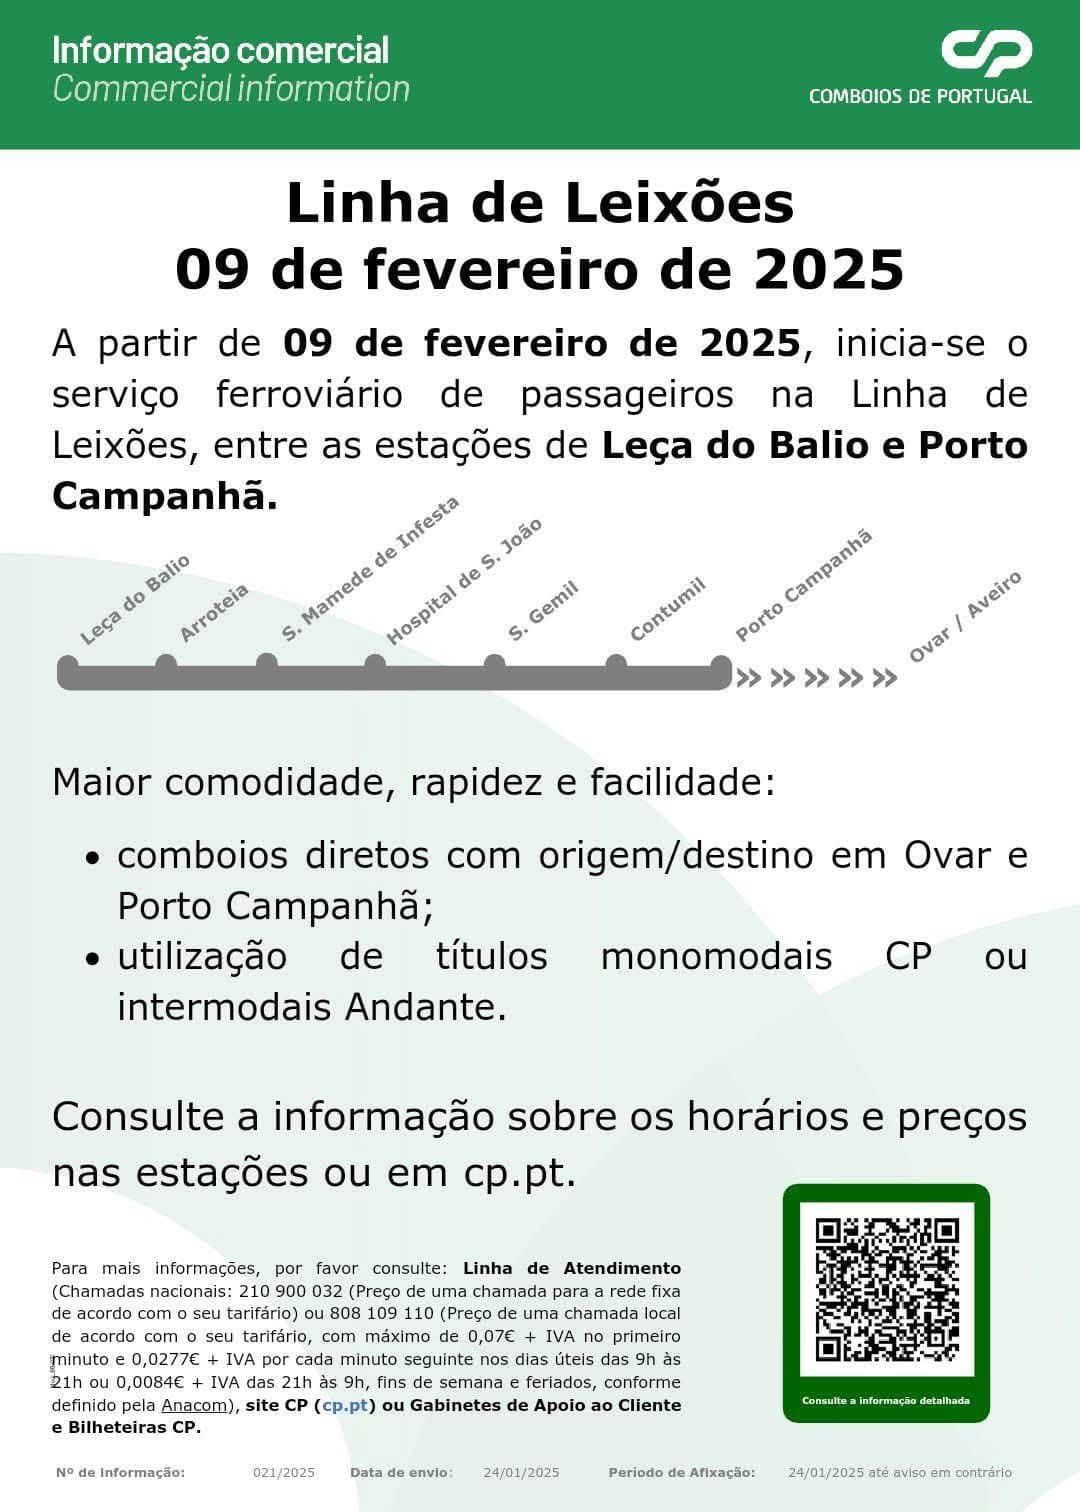 Informação comercial
Commercial information
CP
COMBOIOS DE PORTUGAL
Linha de Leixões
09 de fevereiro de 2025
A partir de 09 de fevereiro de 2025, inicia-se o
serviço ferroviário de passageiros na Linha de
Leixões, entre as estações de Leça do Balio e Porto
Campanhã.
Leça do Balio
Arroteia
S. Mamede de Infesta
Hospital de S. João
S. Gemil
Contumil
Porto Campanhã
Ovar / Aveiro
» » » » »
Maior comodidade, rapidez e facilidade:
• comboios diretos com origem/destino em Ovar e
Porto Campanhã;
• utilização de títulos monomodais CP ou
intermodais Andante.
Consulte a informação sobre os horários e preços
nas estações ou em cp.pt.
Para mais informações, por favor consulte: Linha de Atendimento
(Chamadas nacionais: 210 900 032 (Preço de uma chamada para a rede fixa
de acordo com o seu tarifário) ou 808 109 110 (Preço de uma chamada local
de acordo com o seu tarifário, com máximo de 0,07€ + IVA no primeiro
minuto e 0,0277€ + IVA por cada minuto seguinte nos dias úteis das 9h às
21h ou 0,0084€ + IVA das 21h às 9h, fins de semana e feriados, conforme
definido pela Anacom), site CP (cp.pt) ou Gabinetes de Apoio ao Cliente
e Bilheteiras CP.
Consulte a informação detalhada
Nº de informação: 021/2025 Data de envio: 24/01/2025 Período de Afixação: 24/01/2025 até aviso em contrário